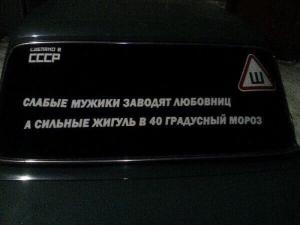 СДЕЛАНО В
СССР
Ш
СЛАБЫЕ МУЖИКИ ЗАВОДЯТ ЛЮБОВНИЦ
А СИЛЬНЫЕ ЖИГУЛЬ В 40 ГРАДУСНЫЙ МОРОЗ